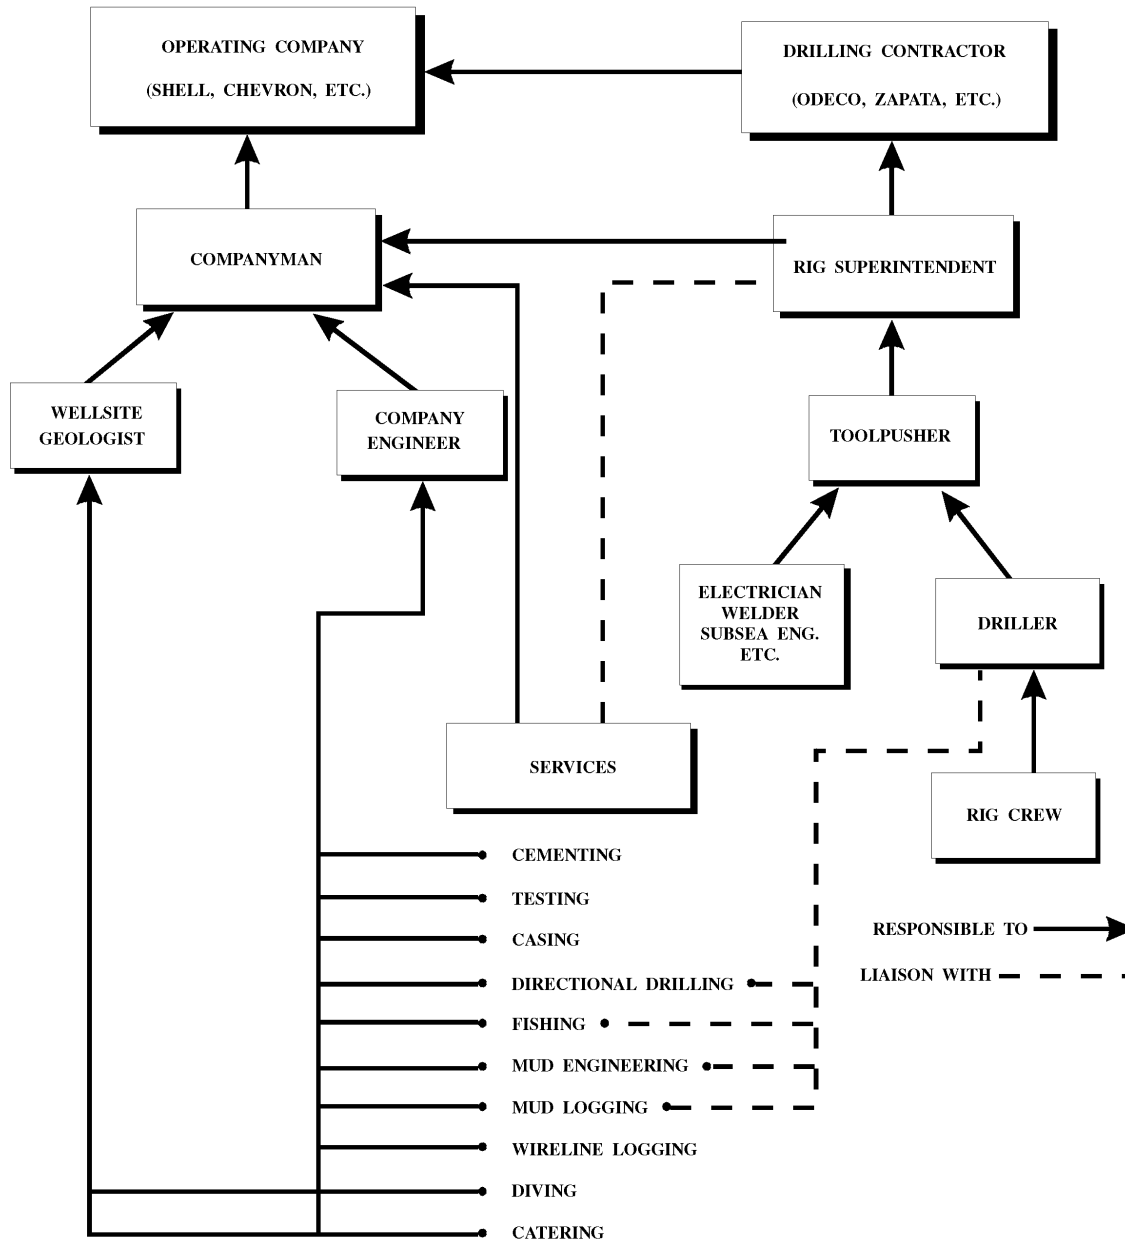 OPERATING COMPANY
(SHELL, CHEVRON, ETC.)
DRILLING CONTRACTOR
(ODECO, ZAPATA, ETC.)
COMPANYMAN
RIG SUPERINTENDENT
WELLSITE
GEOLOGIST
COMPANY
ENGINEER
TOOLPUSHER
ELECTRICIAN
WELDER
SUBSEA ENG.
ETC.
DRILLER
SERVICES
RIG CREW
CEMENTING
TESTING
CASING
DIRECTIONAL DRILLING
FISHING
MUD ENGINEERING
MUD LOGGING
WIRELINE LOGGING
DIVING
CATERING
RESPONSIBLE TO
LIAISON WITH